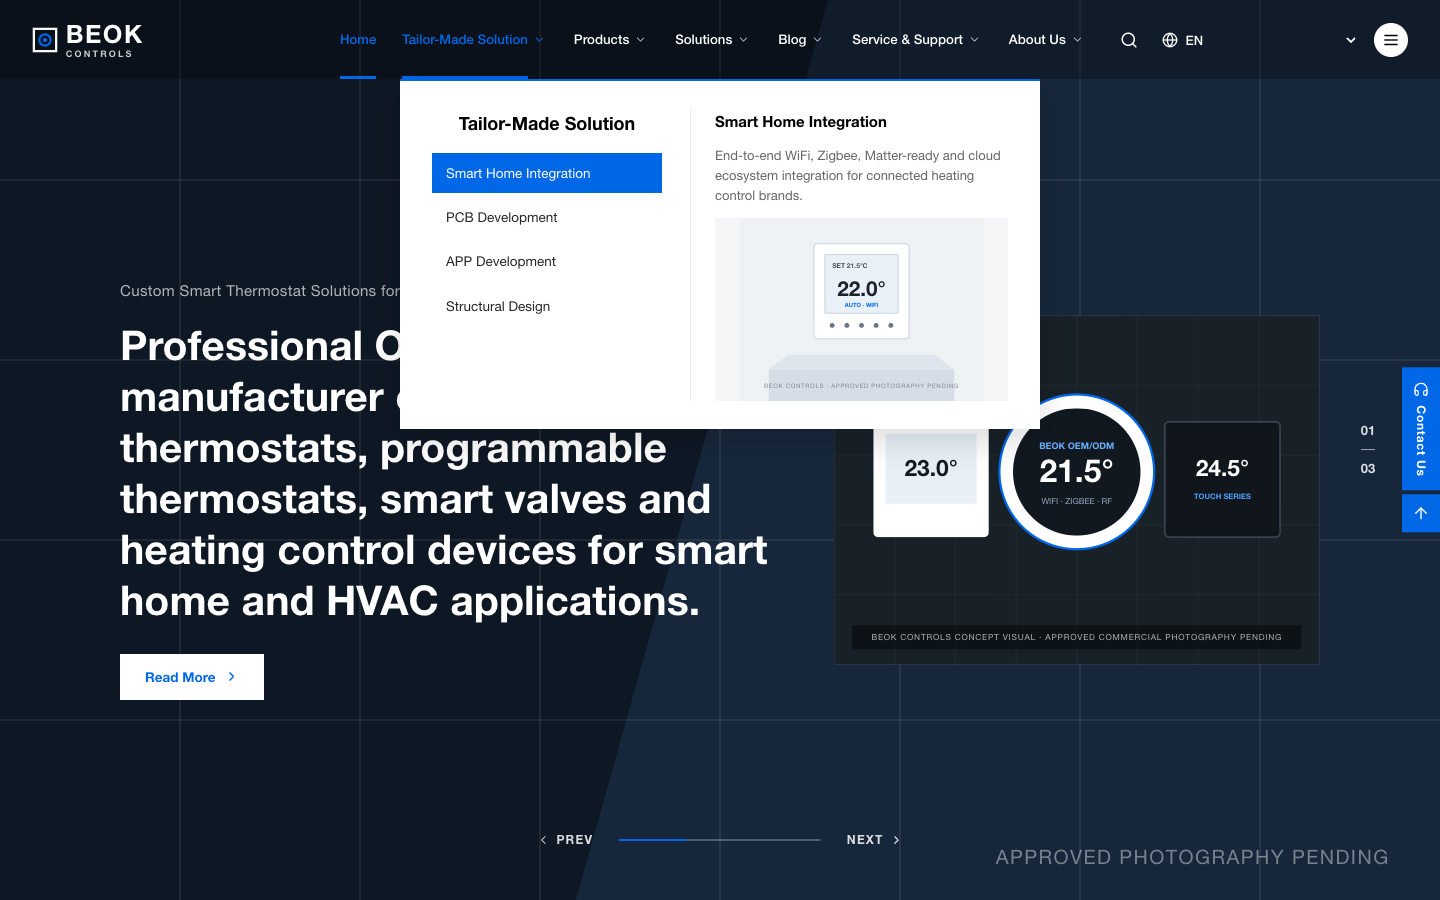 BEOK
CONTROLS
Home
Tailor-Made Solution
Products
Solutions
Blog
Service & Support
About Us
EN
Tailor-Made Solution
Smart Home Integration
PCB Development
APP Development
Structural Design
Smart Home Integration
End-to-end WiFi, Zigbee, Matter-ready and cloud
ecosystem integration for connected heating
control brands.
SET 21.5°C
22.0°
AUTO · WIFI
BEOK CONTROLS · APPROVED PHOTOGRAPHY PENDING
Custom Smart Thermostat Solutions for
Professional
manufacturer
thermostats, programmable
thermostats, smart valves and
heating control devices for smart
home and HVAC applications.
Read More
23.0°
BEOK OEM/ODM
21.5°
WIFI · ZIGBEE · RF
24.5°
TOUCH SERIES
BEOK CONTROLS CONCEPT VISUAL · APPROVED COMMERCIAL PHOTOGRAPHY PENDING
01
03
Contact Us
PREV
NEXT
APPROVED PHOTOGRAPHY PENDING